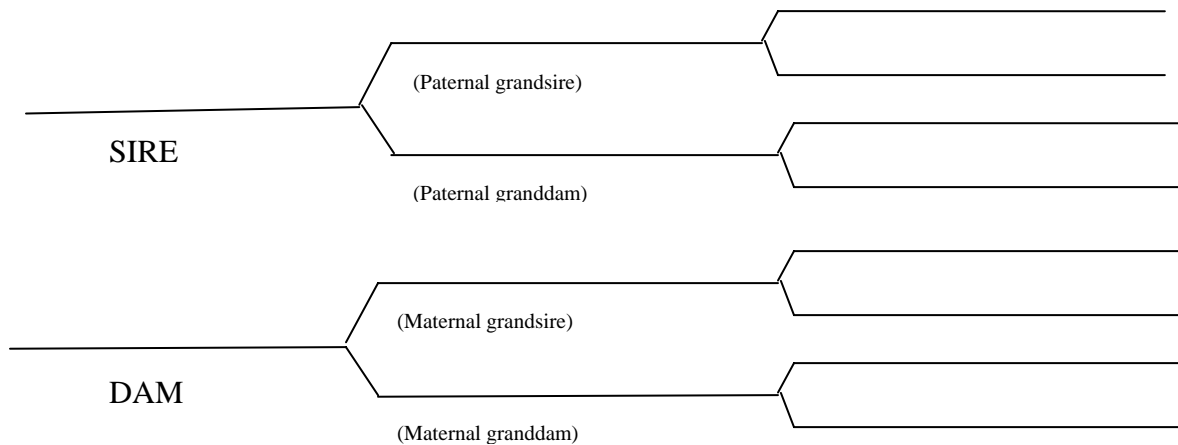 (Paternal grandsire)
SIRE
(Paternal granddam)
(Maternal grandsire)
DAM
(Maternal granddam)